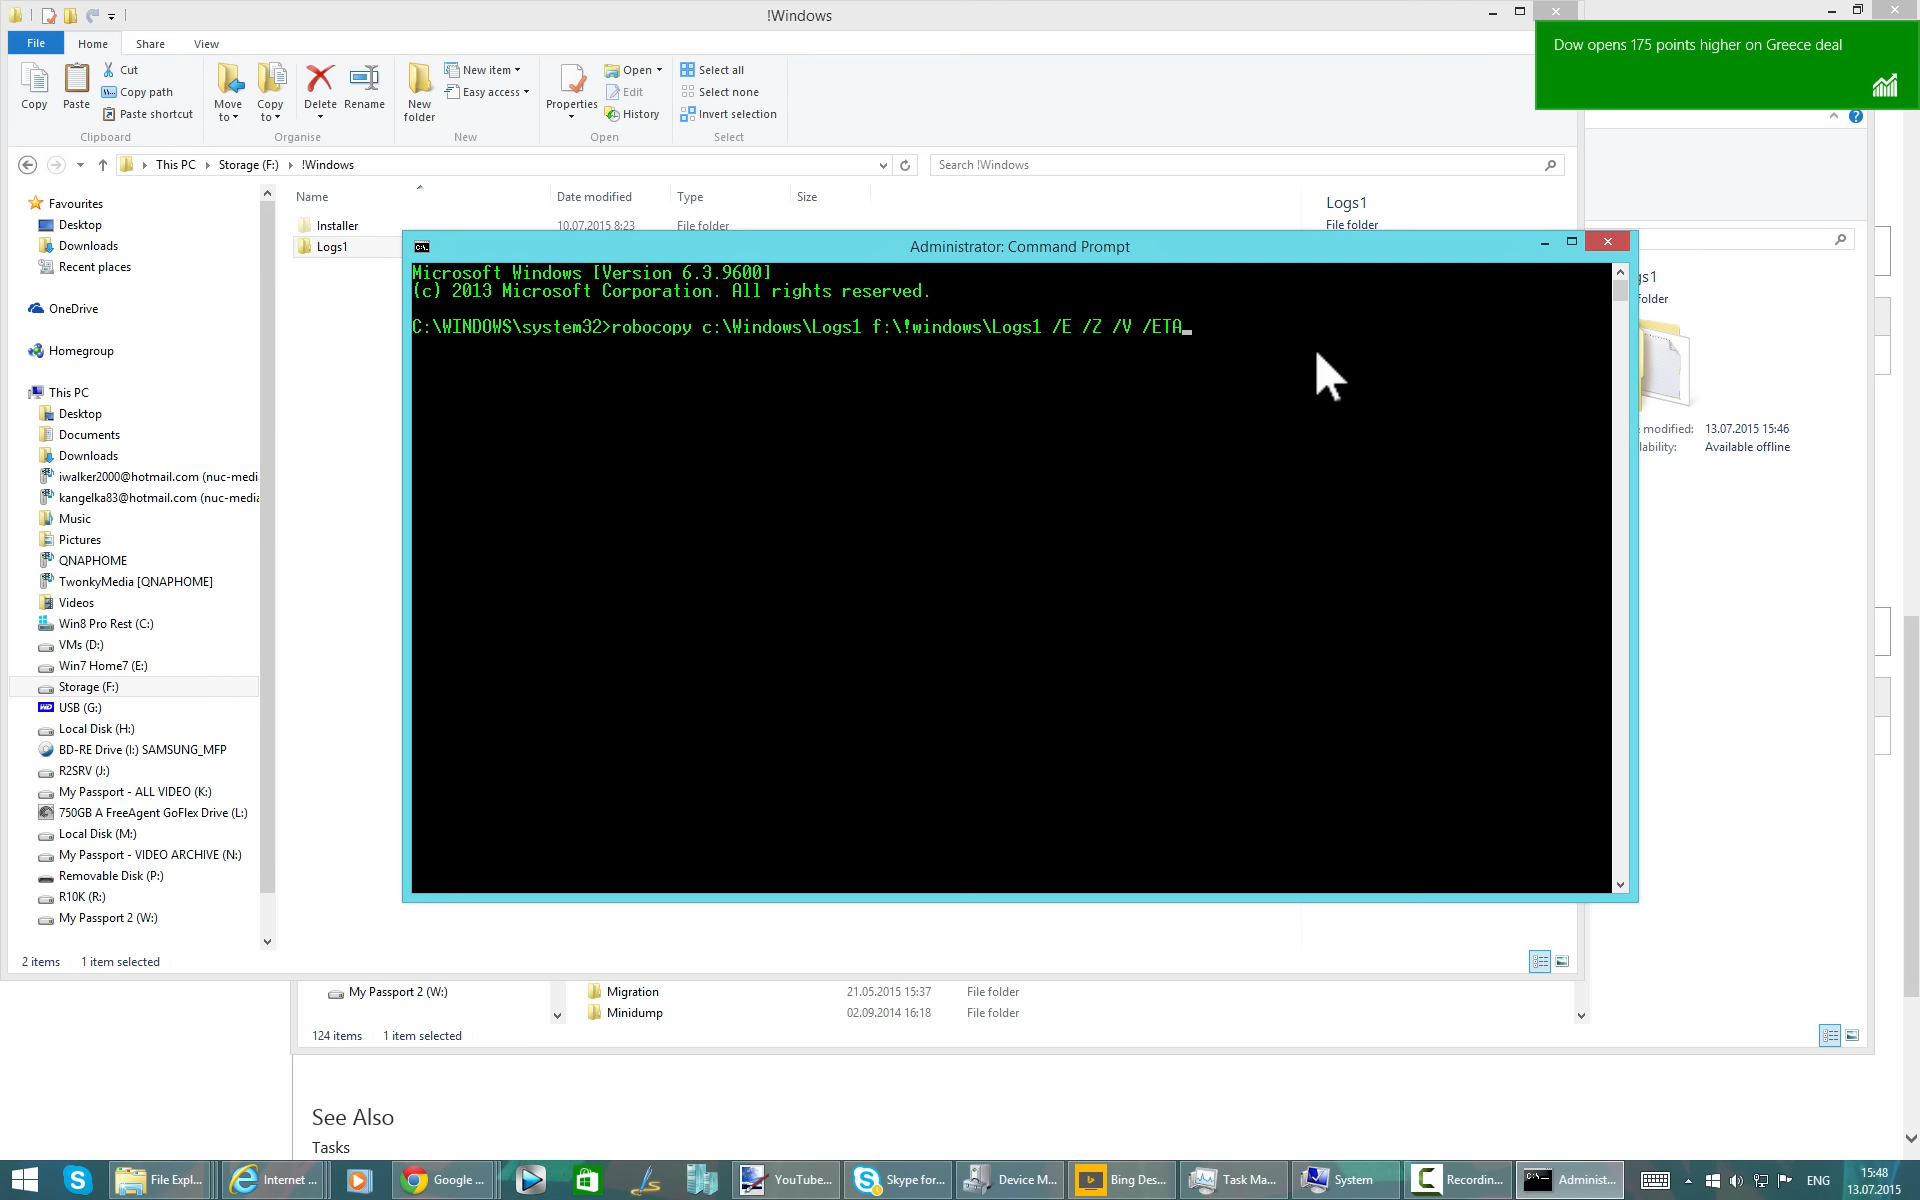 !Windows
Dow opens 175 points higher on Greece deal
File Home Share View
Copy
Paste
Cut
Copy path
Paste shortcut
Clipboard
Move to
Copy to
Delete
Rename
Organise
New folder
New item
Easy access
New
Properties
Open
Edit
History
Open
Select all
Select none
Invert selection
Select
This PC Storage (F:) !Windows
Search !Windows
Name Date modified Type Size
Installer 10.07.2015 8:23 File folder
Logs1
Logs1
File folder
Favourites
Desktop
Downloads
Recent places
OneDrive
Homegroup
This PC
Desktop
Documents
Downloads
iwalker2000@hotmail.com (nuc-medi
kangelka83@hotmail.com (nuc-media
Music
Pictures
QNAPHOME
TwonkyMedia [QNAPHOME]
Videos
Win8 Pro Rest (C:)
VMs (D:)
Win7 Home7 (E:)
Storage (F:)
USB (G:)
Local Disk (H:)
BD-RE Drive (I:) SAMSUNG_MFP
R2SRV (J:)
My Passport - ALL VIDEO (K:)
750GB A FreeAgent GoFlex Drive (L:)
Local Disk (M:)
My Passport - VIDEO ARCHIVE (N:)
Removable Disk (P:)
R10K (R:)
My Passport 2 (W:)
2 items 1 item selected
Administrator: Command Prompt
Microsoft Windows [Version 6.3.9600]
(c) 2013 Microsoft Corporation. All rights reserved.
C:\WINDOWS\system32>robocopy c:\Windows\Logs1 f:\!windows\Logs1 /E /Z /V /ETA
gs1
older
modified: 13.07.2015 15:46
lability: Available offline
My Passport 2 (W:)
Migration 21.05.2015 15:37 File folder
Minidump 02.09.2014 16:18 File folder
124 items 1 item selected
See Also
Tasks
File Expl...
Internet ...
Google ...
YouTube...
Skype for...
Device M...
Bing Des...
Task Ma...
System
Recordin...
Administ...
ENG
15:48
13.07.2015